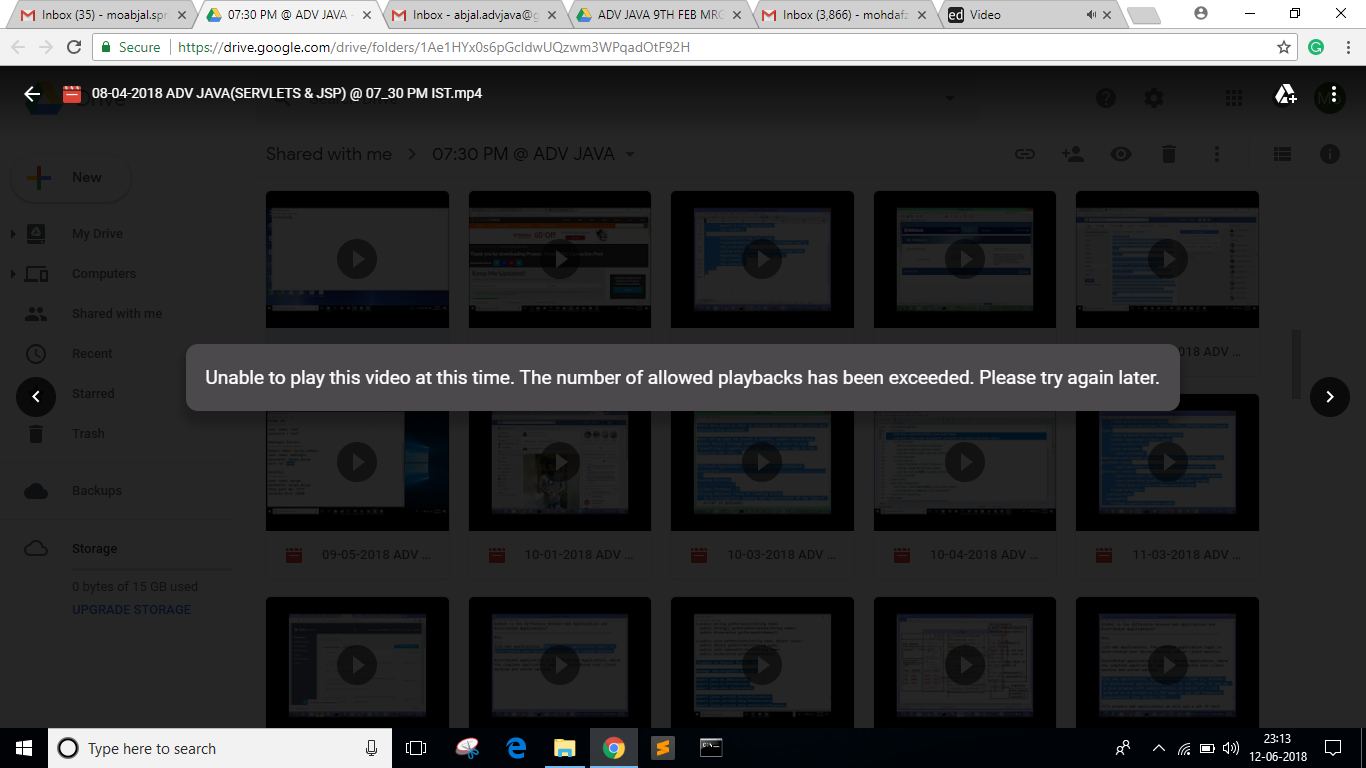 Inbox (35) - moabjal.spr
07:30 PM @ ADV JAVA -
Inbox - abjal.advjava@g
ADV JAVA 9TH FEB MRG
Inbox (3,866) - mohdafz
ed Video
Secure https://drive.google.com/drive/folders/1Ae1HYx0s6pGcIdwUQzwm3WPqadOtF92H
08-04-2018 ADV JAVA(SERVLETS & JSP) @ 07_30 PM IST.mp4
Shared with me > 07:30 PM @ ADV JAVA
New
My Drive
Computers
Shared with me
Recent
Starred
Trash
Backups
Storage
0 bytes of 15 GB used
UPGRADE STORAGE
2018 ADV ...
Unable to play this video at this time. The number of allowed playbacks has been exceeded. Please try again later.
09-05-2018 ADV ...
10-01-2018 ADV ...
10-03-2018 ADV ...
10-04-2018 ADV ...
11-03-2018 ADV ...
Type here to search
23:13
12-06-2018